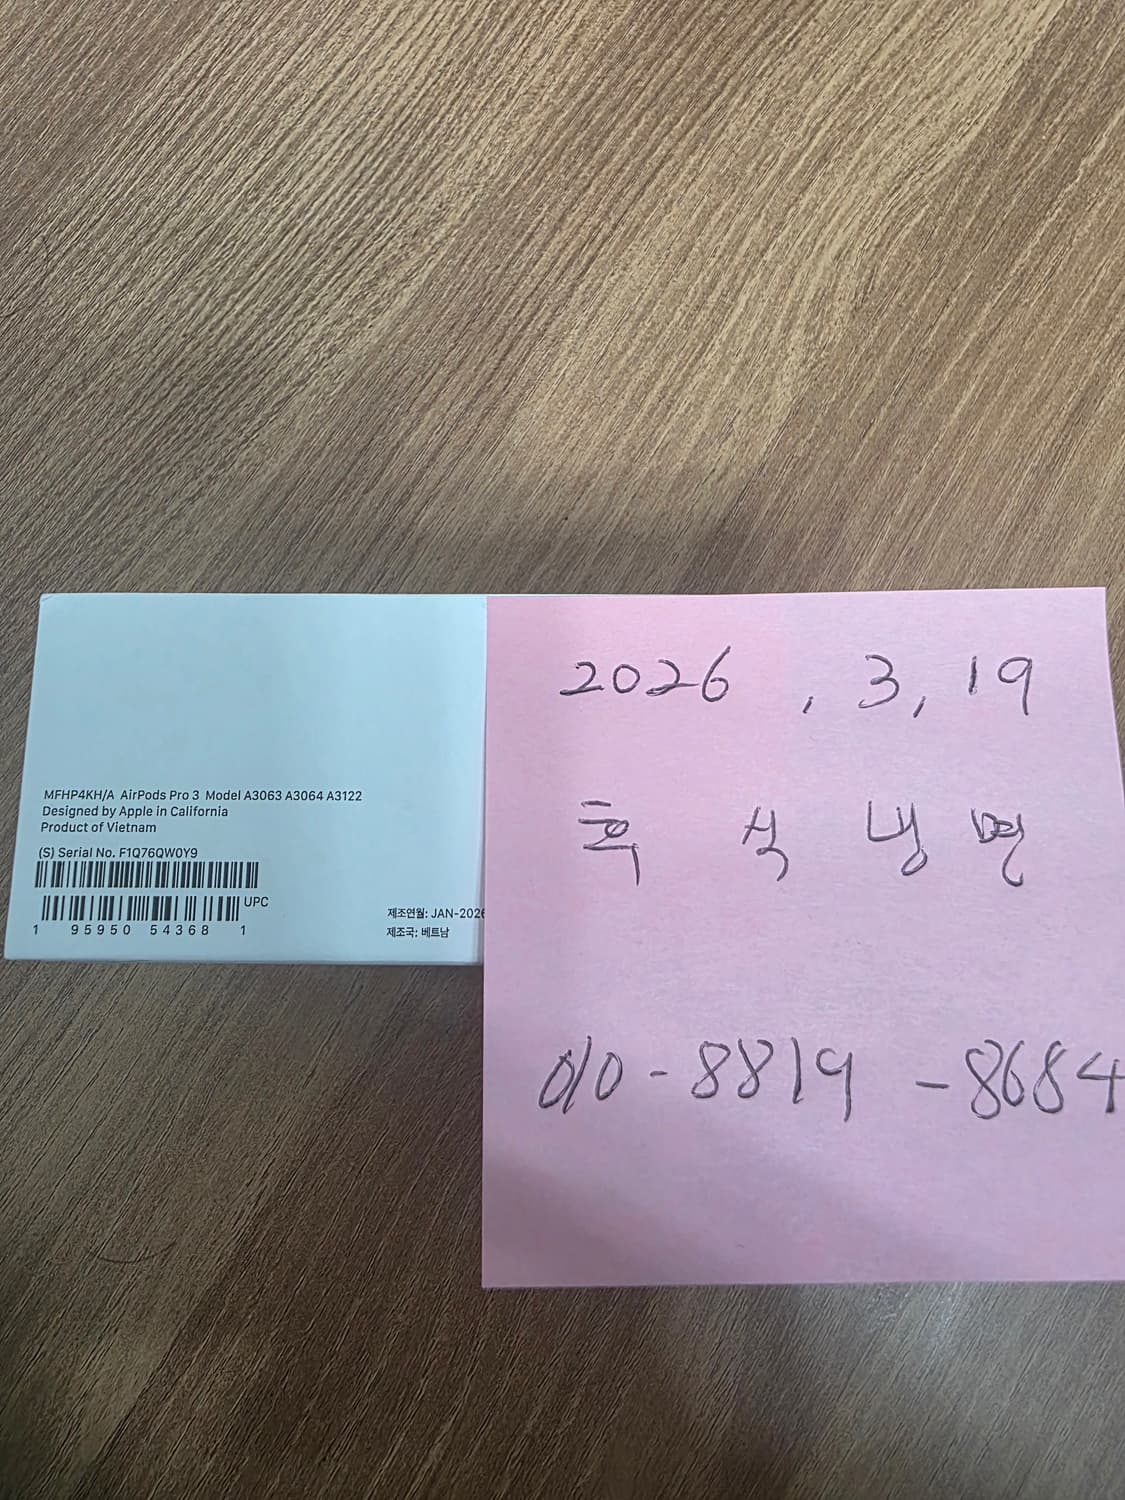 MFHP4KH/A AirPods Pro 3 Model A3063 A3064 A3122
Designed by Apple in California
Product of Vietnam
(S) Serial No. F1Q76QW0Y9
UPC
1 95950 54368 1
제조연월: JAN-2026
제조국: 베트남
2026 , 3, 19
후식냉면
010-8819-8684